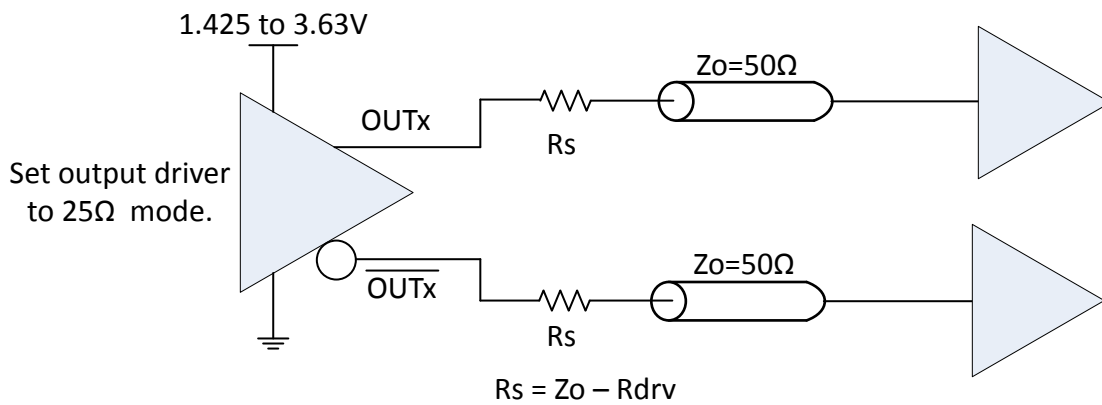 1.425 to 3.63V
Zo=50Ω
OUTx
Rs
Set output driver
to 25Ω mode.
Zo=50Ω
OUTx
Rs
Rs = Zo – Rdrv